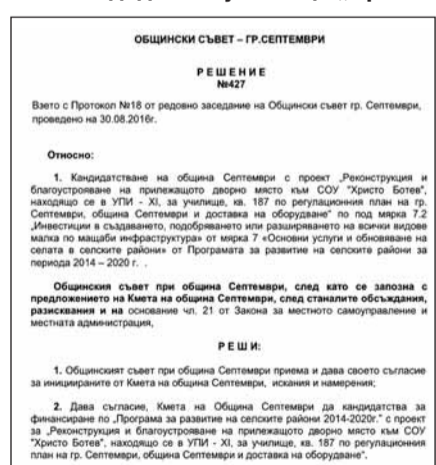 ОБЩИНСКИ СЪВЕТ – ГР.СЕПТЕМВРИ
Р Е Ш Е Н И Е
№427
Взето с Протокол №18 от редовно заседание на Общински съвет гр. Септември,
проведено на 30.08.2016г.
Относно:
1. Кандидатстване на община Септември с проект „Реконструкция и
благоустрояване на прилежащото дворно място към СОУ "Христо Ботев",
находящо се в УПИ - XI, за училище, кв. 187 по регулационния план на гр.
Септември, община Септември и доставка на оборудване" по под мярка 7.2
„Инвестиции в създаването, подобряването или разширяването на всички видове
малка по мащаби инфраструктура» от мярка 7 «Основни услуги и обновяване на
селата в селските райони» от Програмата за развитие на селските райони за
периода 2014 – 2020 г. .
Общинския съвет при община Септември, след като се запозна с
предложението на Кмета на община Септември, след станалите обсъждания,
разисквания и на основание чл. 21 от Закона за местното самоуправление и
местната администрация,
Р Е Ш И:
1. Общинският съвет при община Септември приема и дава своето съгласие
за инициираните от Кмета на община Септември, искания и намерения;
2. Дава съгласие, Кмета на Община Септември да кандидатства за
финансиране по „Програма за развитие на селските райони 2014-2020г." с проект
за „Реконструкция и благоустрояване на прилежащото дворно място към СОУ
"Христо Ботев", находящо се в УПИ - XI, за училище, кв. 187 по регулационния
план на гр. Септември, община Септември и доставка на оборудване".